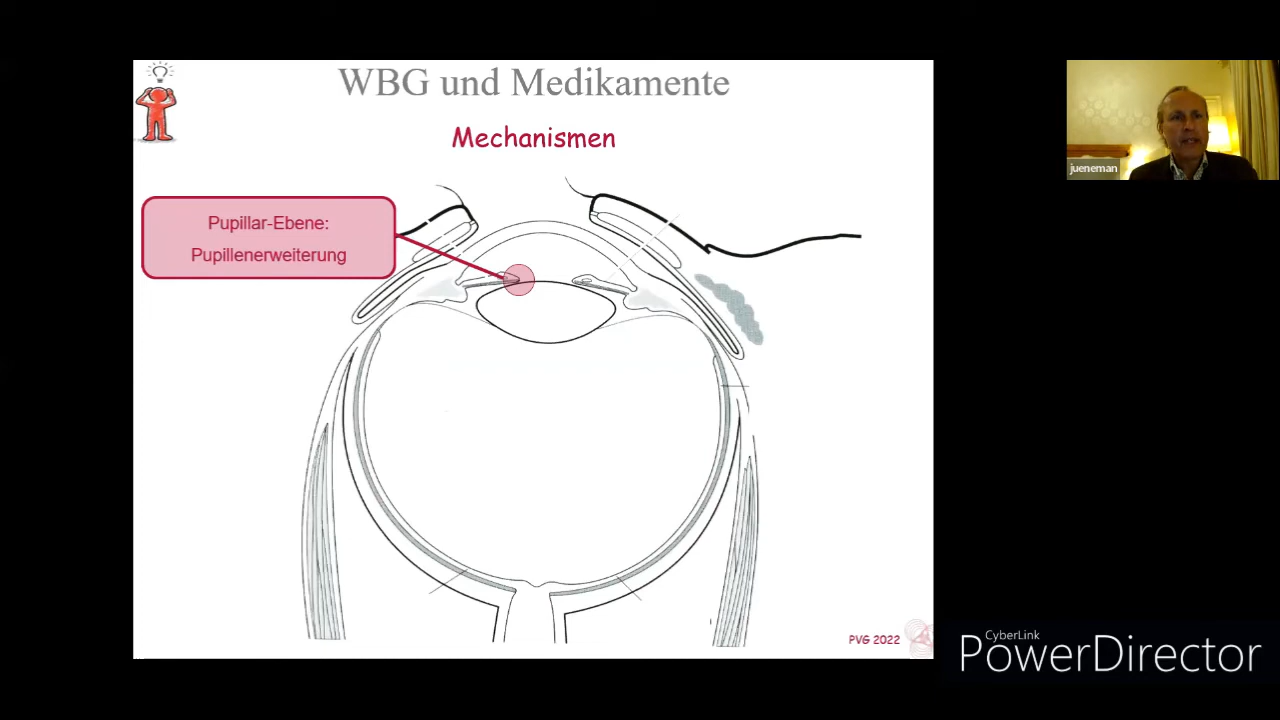 WBG und Medikamente
Mechanismen
jueneman
Pupillar-Ebene:
Pupillenerweiterung
PVG 2022
CyberLink
PowerDirector